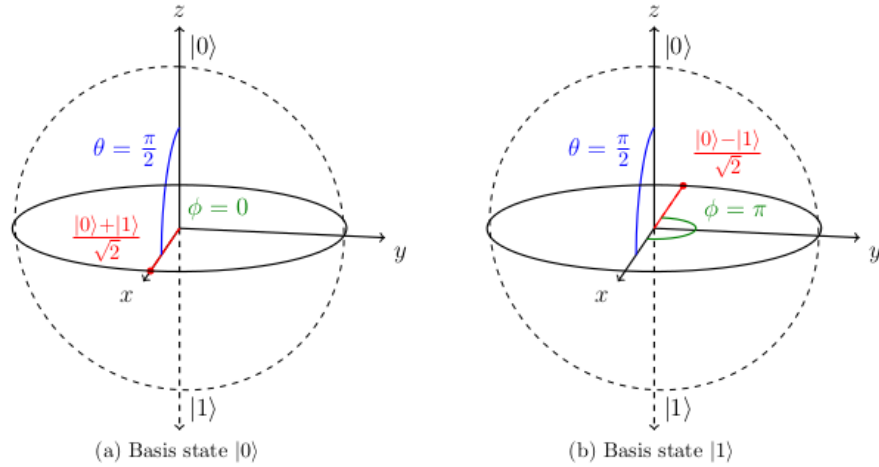 z
|0⟩
θ = π/2
ϕ = 0
|0⟩+|1⟩/√2
y
x
|1⟩
(a) Basis state |0⟩
z
|0⟩
θ = π/2
|0⟩−|1⟩/√2
ϕ = π
y
x
|1⟩
(b) Basis state |1⟩